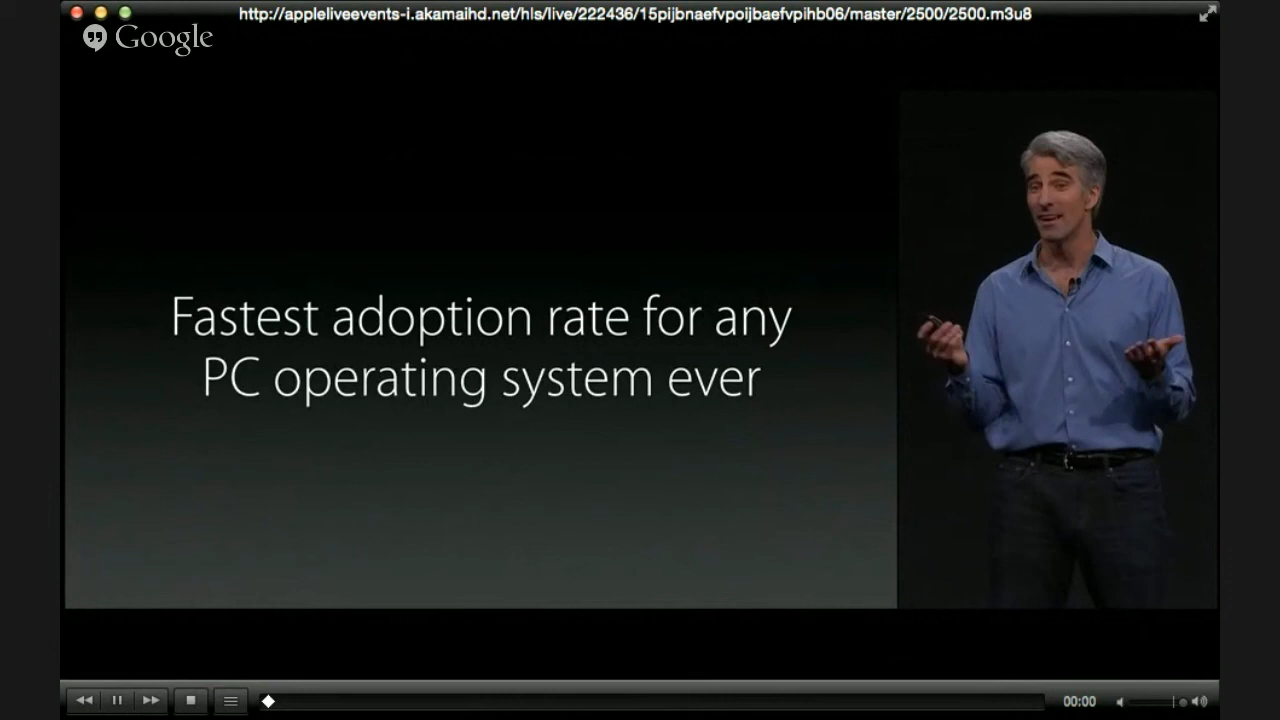 http://appleliveevents-i.akamaihd.net/hls/live/222436/15pijbnaefvpoijbaefvpihb06/master/2500/2500.m3u8
Google
Fastest adoption rate for any
PC operating system ever
00:00